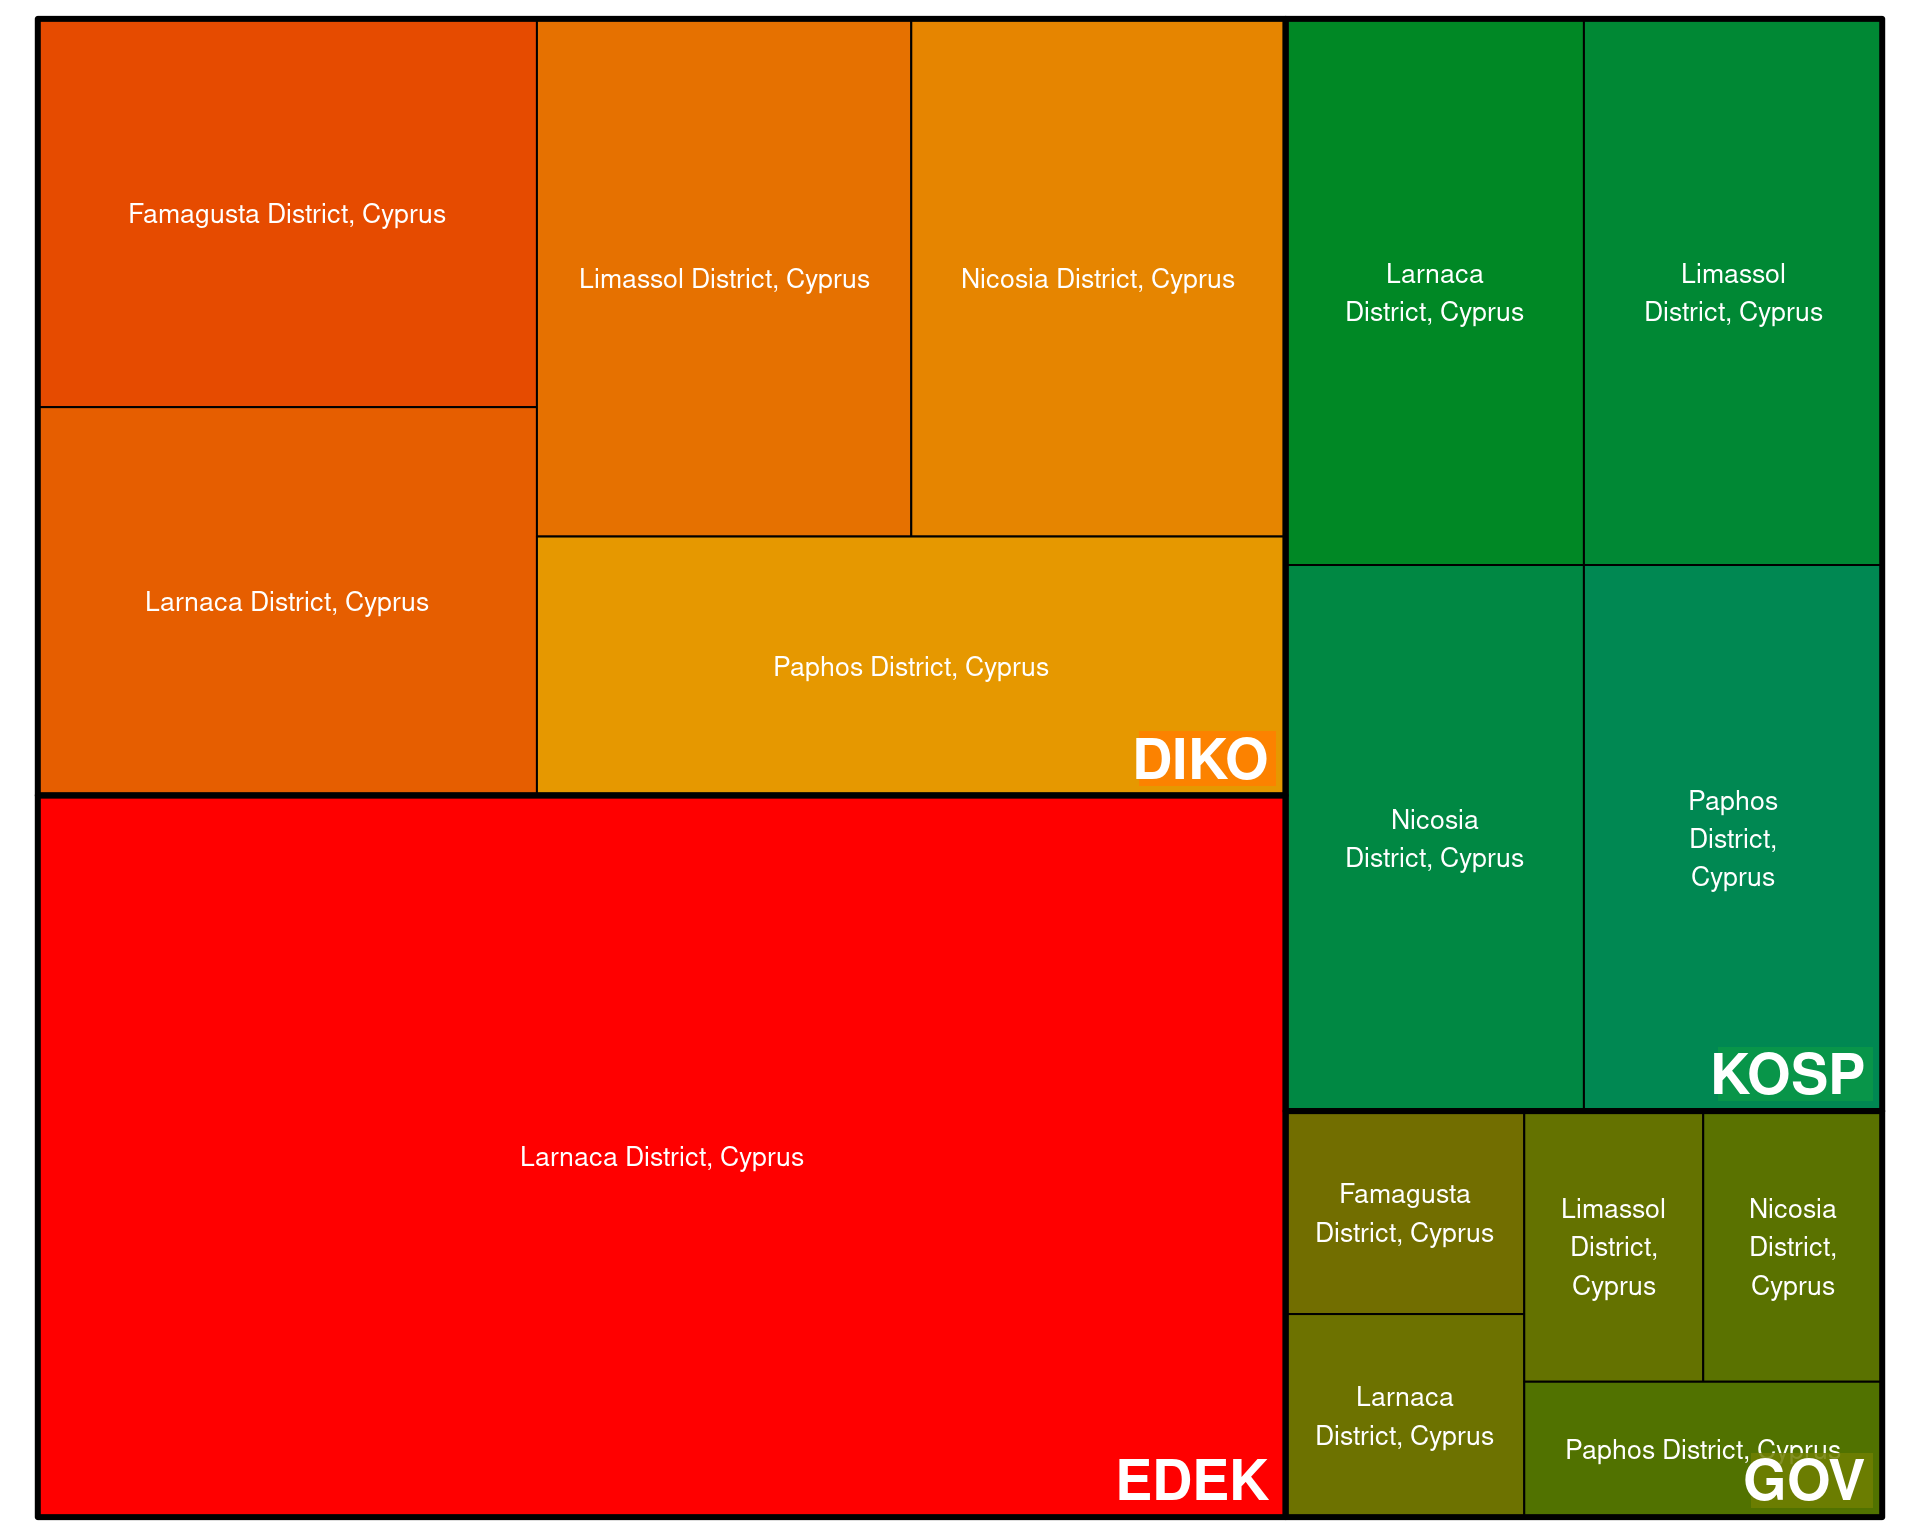 Famagusta District, Cyprus
Limassol District, Cyprus
Nicosia District, Cyprus
Larnaca District, Cyprus
Paphos District, Cyprus
DIKO
Larnaca District, Cyprus
EDEK
Larnaca
District, Cyprus
Limassol
District, Cyprus
Nicosia
District, Cyprus
Paphos
District,
Cyprus
KOSP
Famagusta
District, Cyprus
Limassol
District,
Cyprus
Nicosia
District,
Cyprus
Larnaca
District, Cyprus
Paphos District, Cyprus
GOV